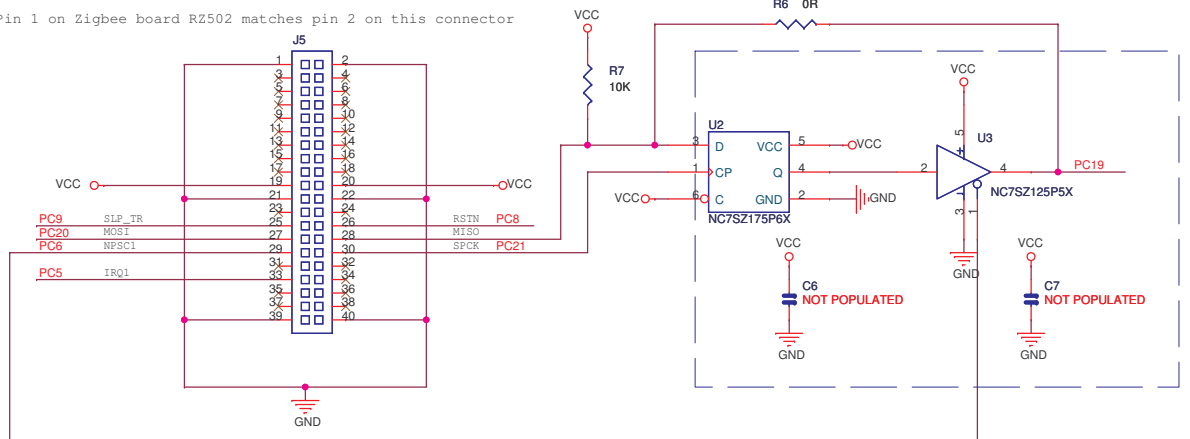 Pin 1 on Zigbee board RZ502 matches pin 2 on this connector
R6 0R
VCC
J5
R7
10K
VCC
1 2
3 4
5 6
7 8
9 10
11 12
13 14
15 16
17 18
VCC 19 20 VCC
21 22
23 24
PC9 SLP_TR 25 26 RSTN PC8
PC20 MOSI 27 28 MISO
PC6 NPSC1 29 30 SPCK PC21
31 32
PC5 IRQ1 33 34
35 36
37 38
39 40
GND
U2
3 D VCC 5 VCC
1 CP Q 4
VCC 6 C GND 2 GND
NC7SZ175P6X
5
U3
2 4 PC19
NC7SZ125P5X
3 1
GND
VCC
C6
NOT POPULATED
GND
VCC
C7
NOT POPULATED
GND